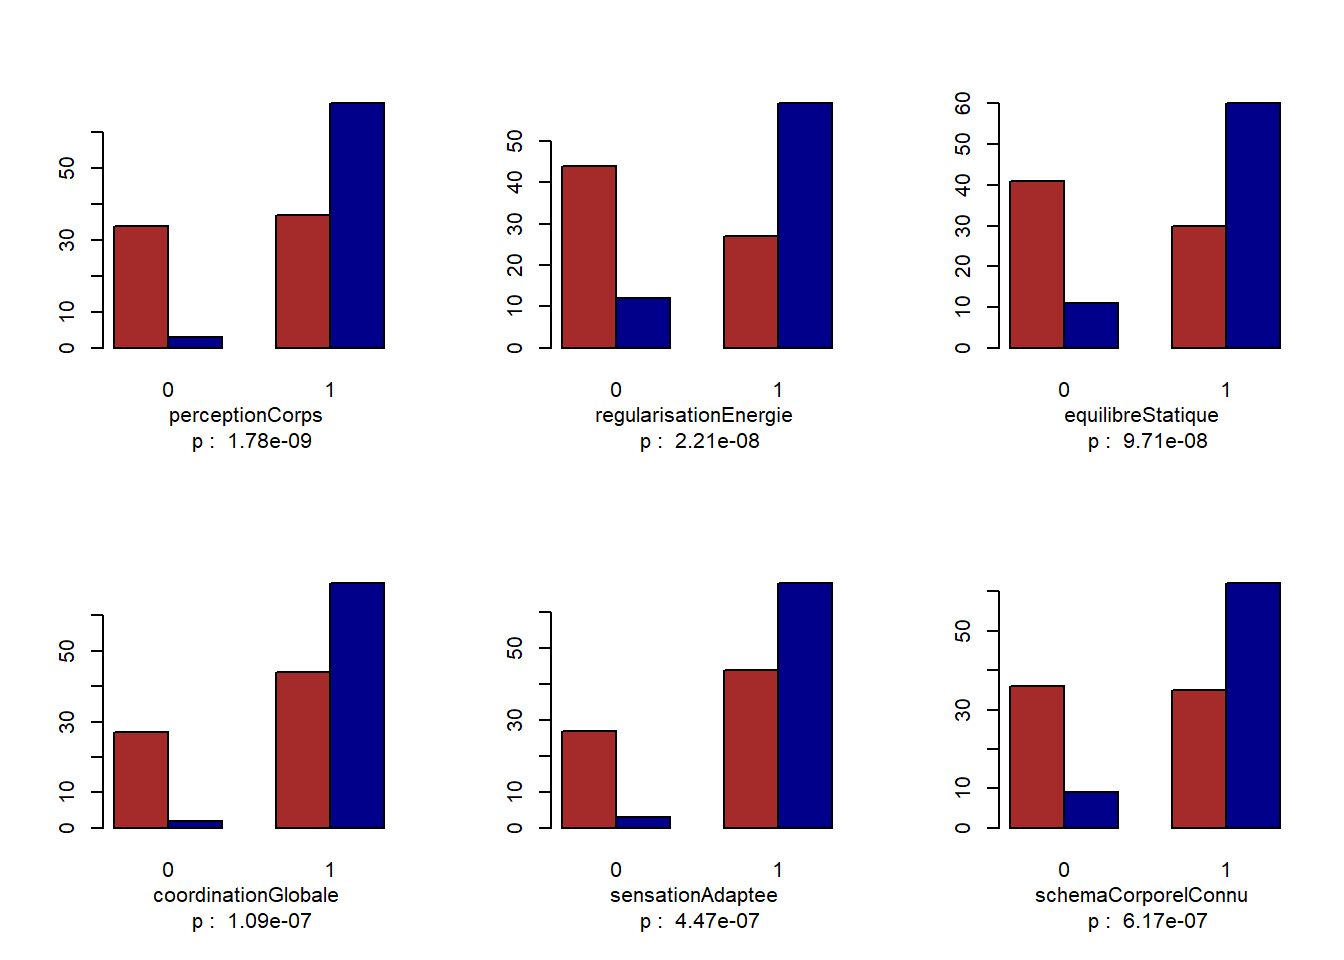 0 10 30 50
0 1
perceptionCorps
p : 1.78e-09
0 10 20 30 40 50
0 1
regularisationEnergie
p : 2.21e-08
0 10 20 30 40 50 60
0 1
equilibreStatique
p : 9.71e-08
0 10 30 50
0 1
coordinationGlobale
p : 1.09e-07
0 10 30 50
0 1
sensationAdaptee
p : 4.47e-07
0 10 30 50
0 1
schemaCorporelConnu
p : 6.17e-07